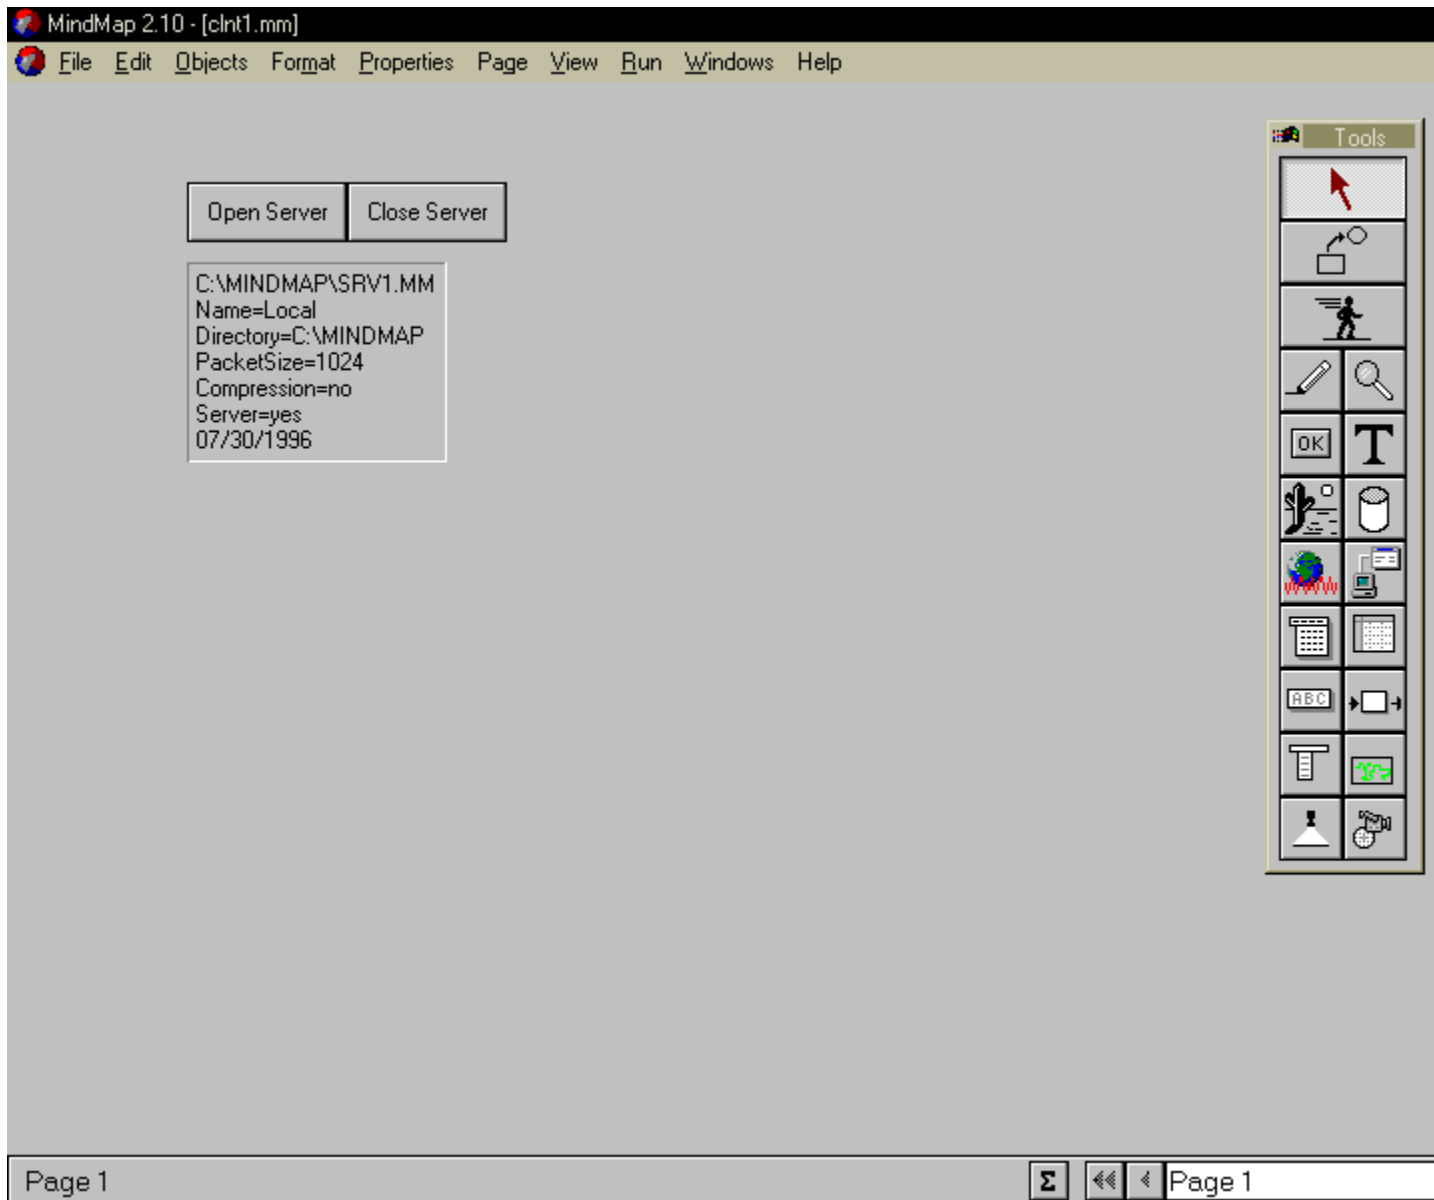 MindMap 2.10 - [clnt1.mm]
File Edit Objects Format Properties Page View Run Windows Help
Tools
Open Server Close Server
C:\MINDMAP\SRV1.MM
Name=Local
Directory=C:\MINDMAP
PacketSize=1024
Compression=no
Server=yes
07/30/1996
OK T
ABC
Page 1 Σ Page 1